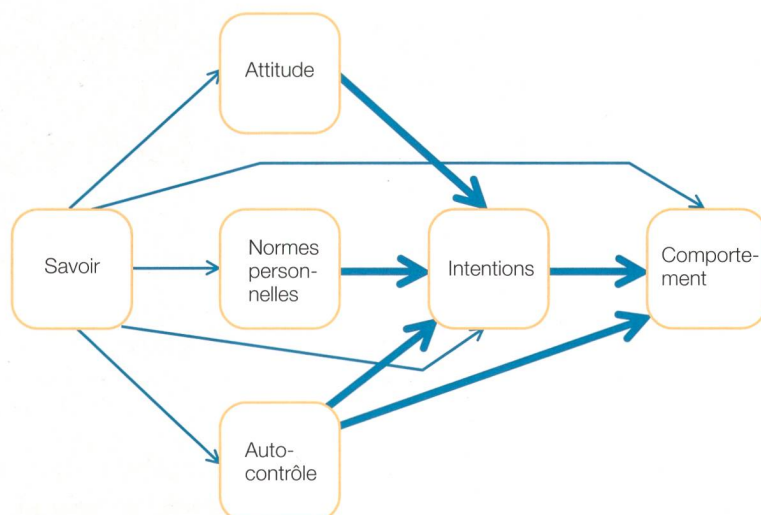 Attitude
Savoir
Normes
person-
nelles
Intentions
Comporte-
ment
Auto-
contrôle